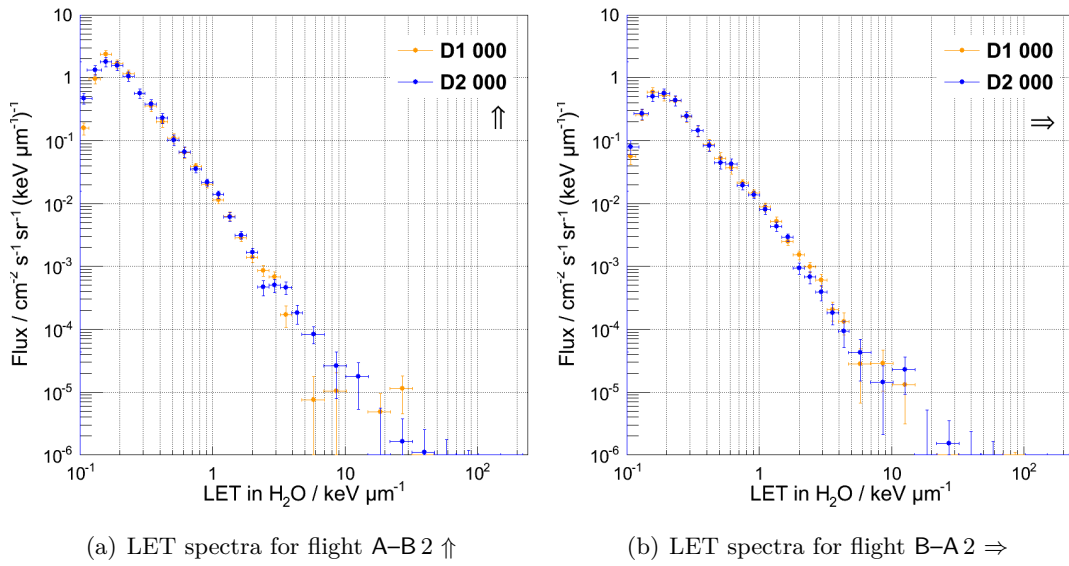 Flux / cm⁻² s⁻¹ sr⁻¹ (keV µm⁻¹)⁻¹
10
1
10⁻¹
10⁻²
10⁻³
10⁻⁴
10⁻⁵
10⁻⁶
D1 000
D2 000
⇑
10⁻¹ 1 10 10²
LET in H₂O / keV µm⁻¹
(a) LET spectra for flight A–B 2 ⇑
Flux / cm⁻² s⁻¹ sr⁻¹ (keV µm⁻¹)⁻¹
10
1
10⁻¹
10⁻²
10⁻³
10⁻⁴
10⁻⁵
10⁻⁶
D1 000
D2 000
⇒
10⁻¹ 1 10 10²
LET in H₂O / keV µm⁻¹
(b) LET spectra for flight B–A 2 ⇒